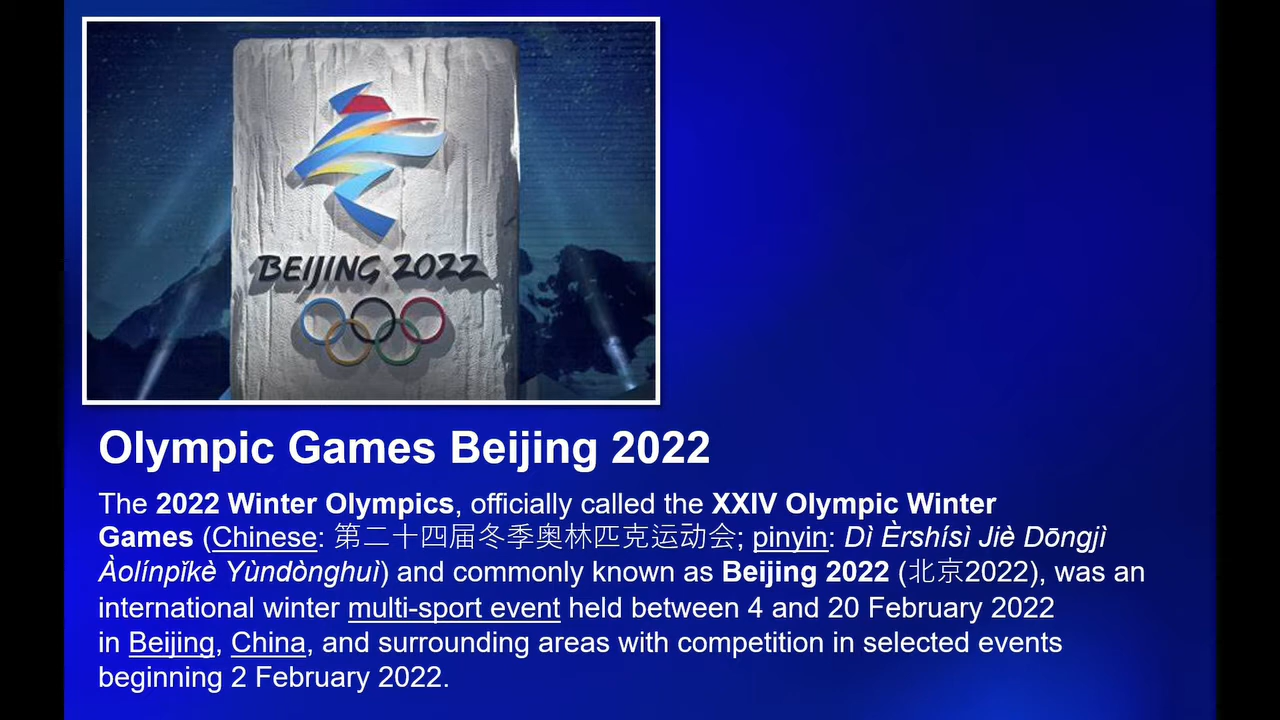 BEIJING 2022
Olympic Games Beijing 2022
The 2022 Winter Olympics, officially called the XXIV Olympic Winter
Games (Chinese: 第二十四届冬季奥林匹克运动会; pinyin: Dì Èrshísì Jiè Dōngjì
Àolínpǐkè Yùndònghuì) and commonly known as Beijing 2022 (北京2022), was an
international winter multi-sport event held between 4 and 20 February 2022
in Beijing, China, and surrounding areas with competition in selected events
beginning 2 February 2022.